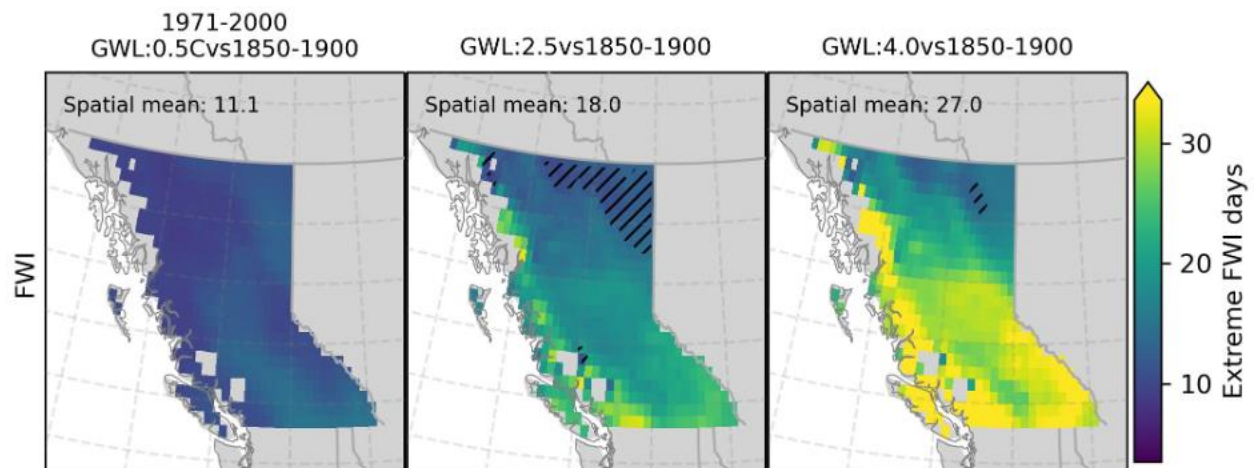 1971-2000
GWL:0.5Cvs1850-1900
GWL:2.5vs1850-1900
GWL:4.0vs1850-1900
Spatial mean: 11.1
Spatial mean: 18.0
Spatial mean: 27.0
FWI
30
20
10
Extreme FWI days